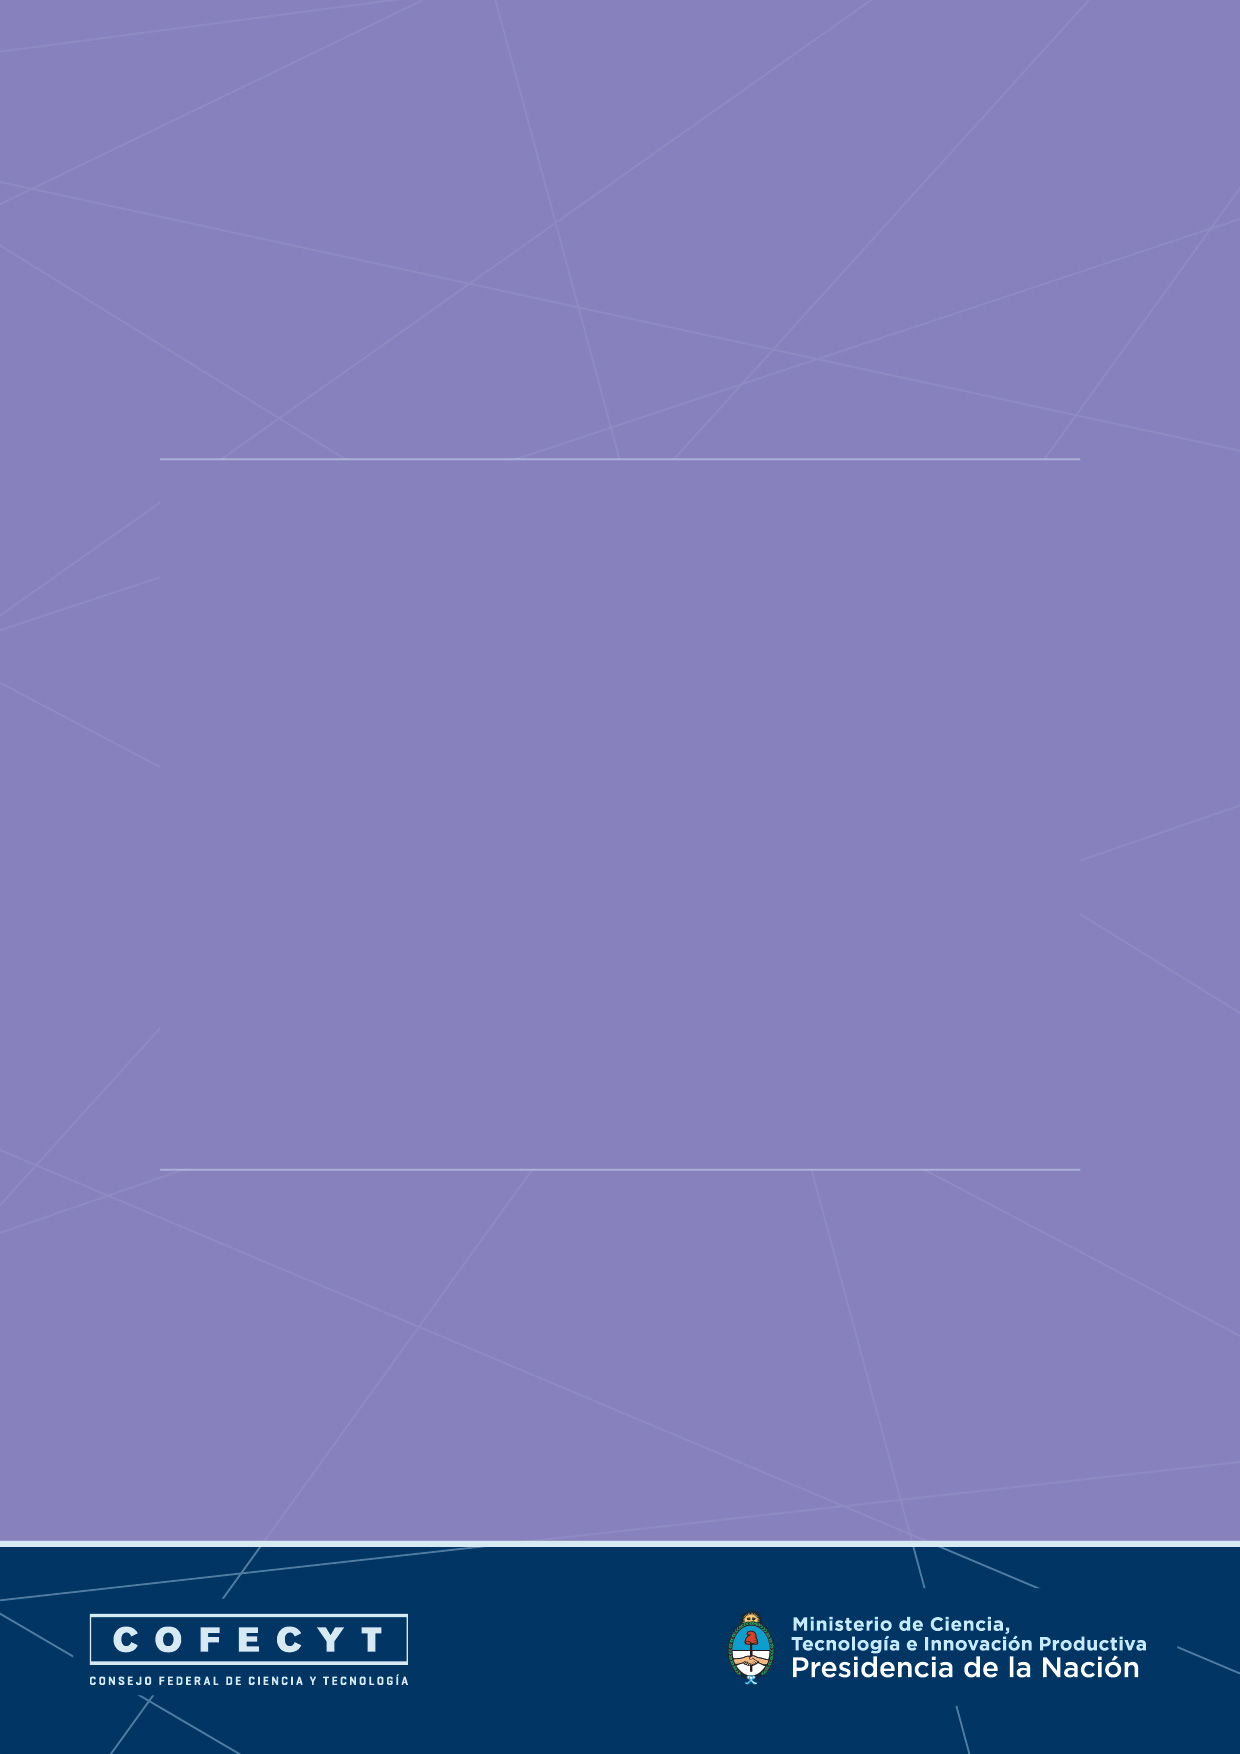 COFECYT
CONSEJO FEDERAL DE CIENCIA Y TECNOLOGÍA
Ministerio de Ciencia,
Tecnología e Innovación Productiva
Presidencia de la Nación